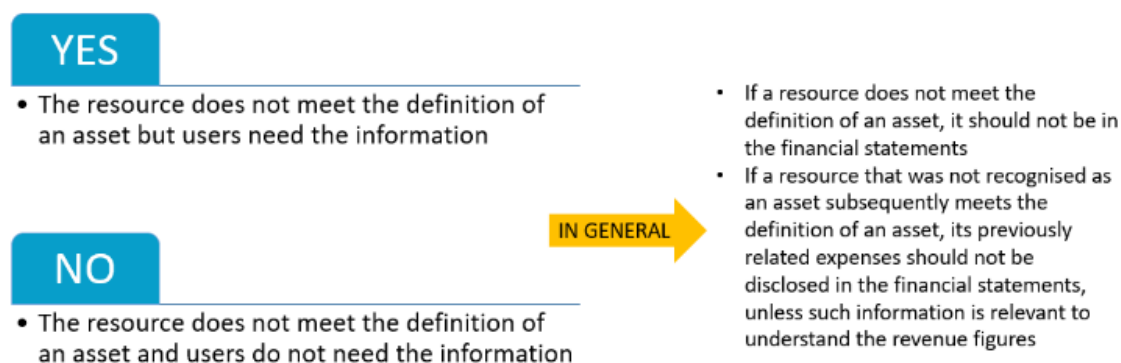 YES
• The resource does not meet the definition of
an asset but users need the information
NO
• The resource does not meet the definition of
an asset and users do not need the information
IN GENERAL
• If a resource does not meet the
definition of an asset, it should not be in
the financial statements
• If a resource that was not recognised as
an asset subsequently meets the
definition of an asset, its previously
related expenses should not be
disclosed in the financial statements,
unless such information is relevant to
understand the revenue figures